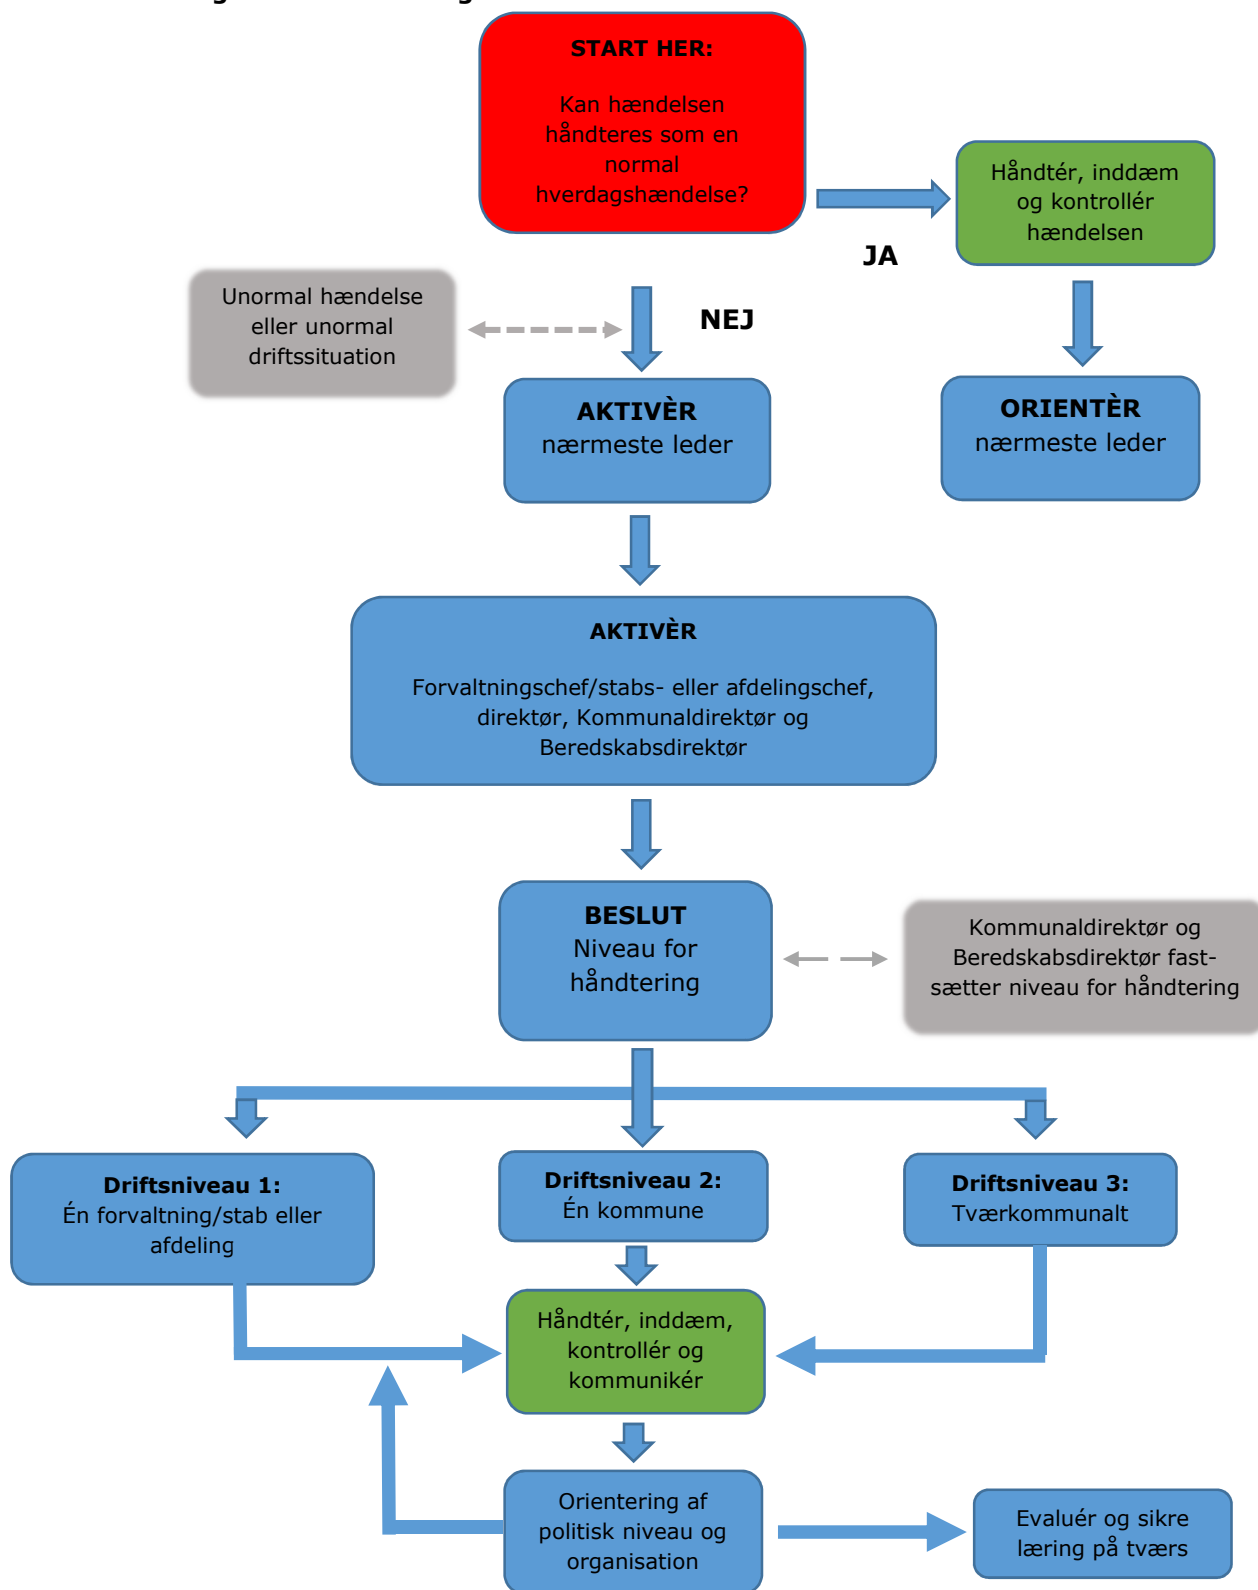 START HER:
Kan hændelsen
håndteres som en
normal
hverdagshændelse?
Håndtér, inddæm
og kontrollér
hændelsen
JA
Unormal hændelse
eller unormal
driftssituation
NEJ
AKTIVÈR
nærmeste leder
ORIENTÈR
nærmeste leder
AKTIVÈR
Forvaltningschef/stabs- eller afdelingschef,
direktør, Kommunaldirektør og
Beredskabsdirektør
BESLUT
Niveau for
håndtering
Kommunaldirektør og
Beredskabsdirektør fast-
sætter niveau for håndtering
Driftsniveau 1:
Én forvaltning/stab eller
afdeling
Driftsniveau 2:
Én kommune
Driftsniveau 3:
Tværkommunalt
Håndtér, inddæm,
kontrollér og
kommunikér
Orientering af
politisk niveau og
organisation
Evaluér og sikre
læring på tværs